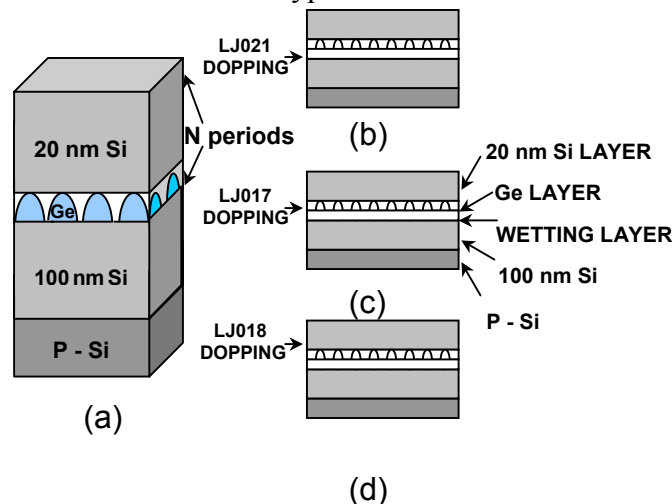 LJ021
DOPPING
(b)
20 nm Si
N periods
Ge
100 nm Si
P - Si
(a)
LJ017
DOPPING
20 nm Si LAYER
Ge LAYER
WETTING LAYER
100 nm Si
P - Si
(c)
LJ018
DOPPING
(d)